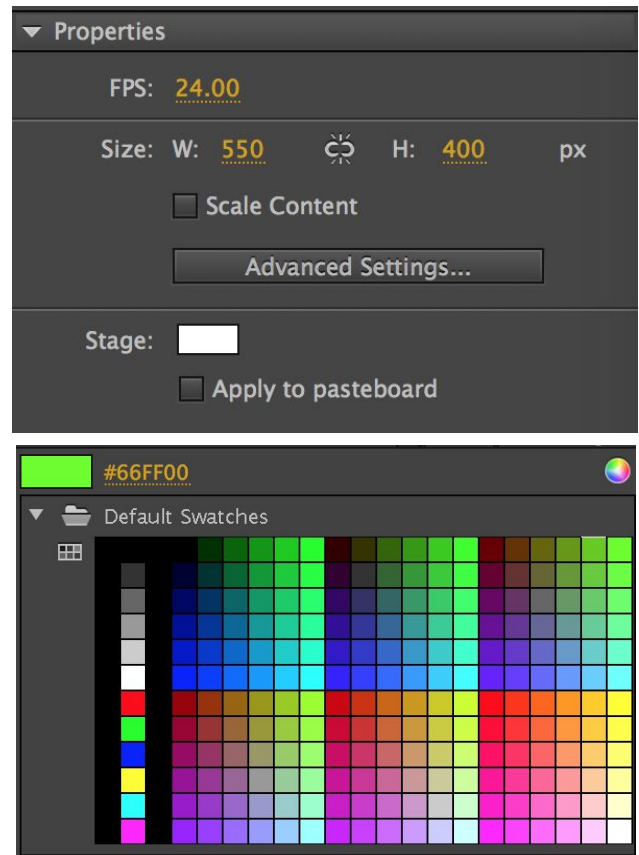 Properties
FPS: 24.00
Size: W: 550 H: 400 px
Scale Content
Advanced Settings...
Stage:
Apply to pasteboard
#66FF00
Default Swatches